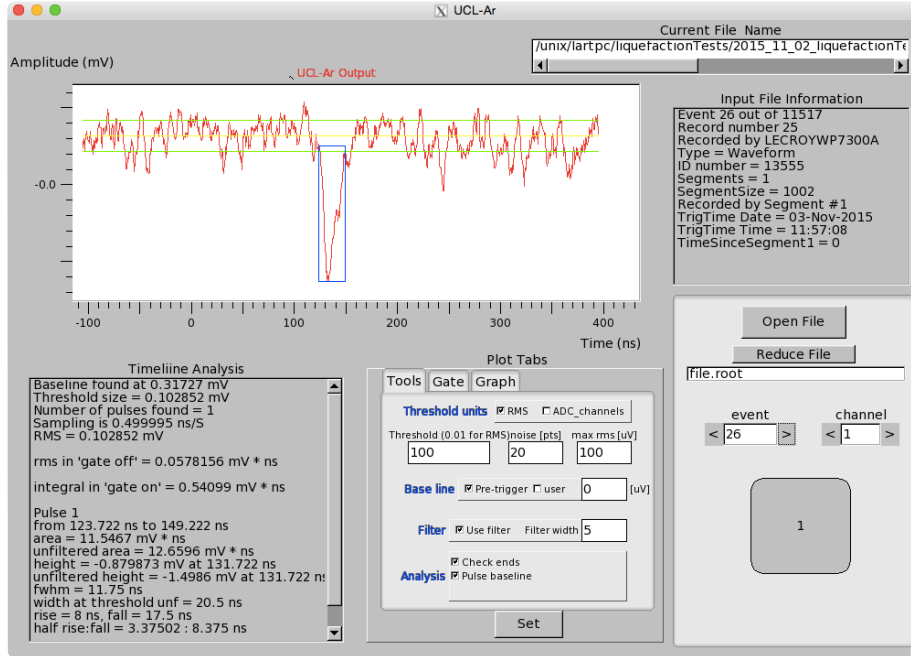 UCL-Ar
Current File Name
/unix/lartpc/liquefactionTests/2015_11_02_liquefactionTe
Amplitude (mV)
UCL-Ar Output
-0.0
-100 0 100 200 300 400
Time (ns)
Input File Information
Event 26 out of 11517
Record number 25
Recorded by LECROYWP7300A
Type = Waveform
ID number = 13555
Segments = 1
SegmentSize = 1002
Recorded by Segment #1
TrigTime Date = 03-Nov-2015
TrigTime Time = 11:57:08
TimeSinceSegment1 = 0
Timeliine Analysis
Baseline found at 0.31727 mV
Threshold size = 0.102852 mV
Number of pulses found = 1
Sampling is 0.499995 ns/S
RMS = 0.102852 mV
rms in 'gate off' = 0.0578156 mV * ns
integral in 'gate on' = 0.54099 mV * ns
Pulse 1
from 123.722 ns to 149.222 ns
area = 11.5467 mV * ns
unfiltered area = 12.6596 mV * ns
height = -0.879873 mV at 131.722 ns
unfiltered height = -1.4986 mV at 131.722 ns
fwhm = 11.75 ns
width at threshold unf = 20.5 ns
rise = 8 ns, fall = 17.5 ns
half rise:fall = 3.37502 : 8.375 ns
Plot Tabs
Tools Gate Graph
Threshold units RMS ADC_channels
Threshold (0.01 for RMS) noise [pts] max rms [uV]
100 20 100
Base line Pre-trigger user 0 [uV]
Filter Use filter Filter width 5
Check ends
Analysis Pulse baseline
Set
Open File
Reduce File
file.root
event channel
< 26 > < 1 >
1